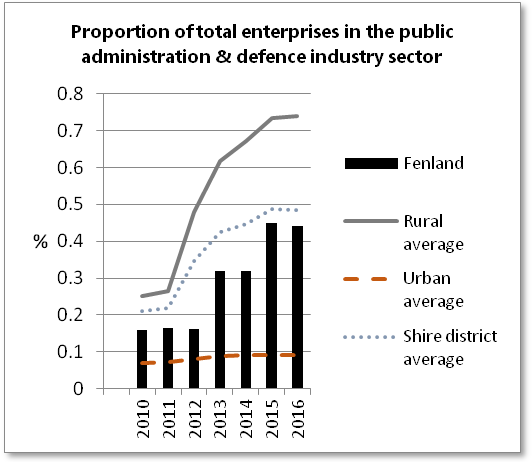 Proportion of total enterprises in the public
administration & defence industry sector
0.8
0.7
0.6
0.5
0.4
0.3
0.2
0.1
0
%
2010
2011
2012
2013
2014
2015
2016
Fenland
Rural
average
Urban
average
Shire district
average